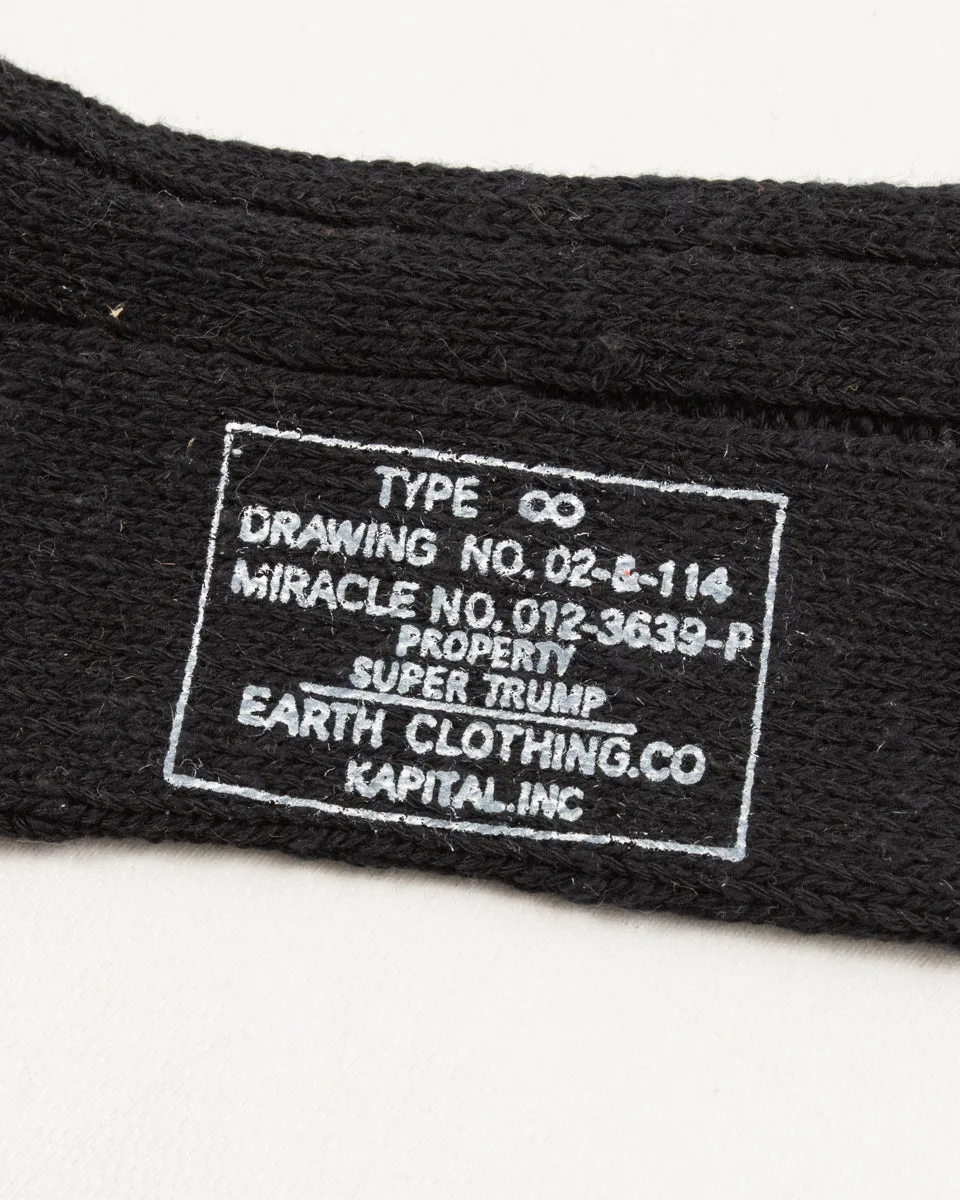 TYPE ∞
DRAWING NO. 02-&-114
MIRACLE NO. 012-3639-P
PROPERTY
SUPER TRUMP
EARTH CLOTHING.CO
KAPITAL.INC